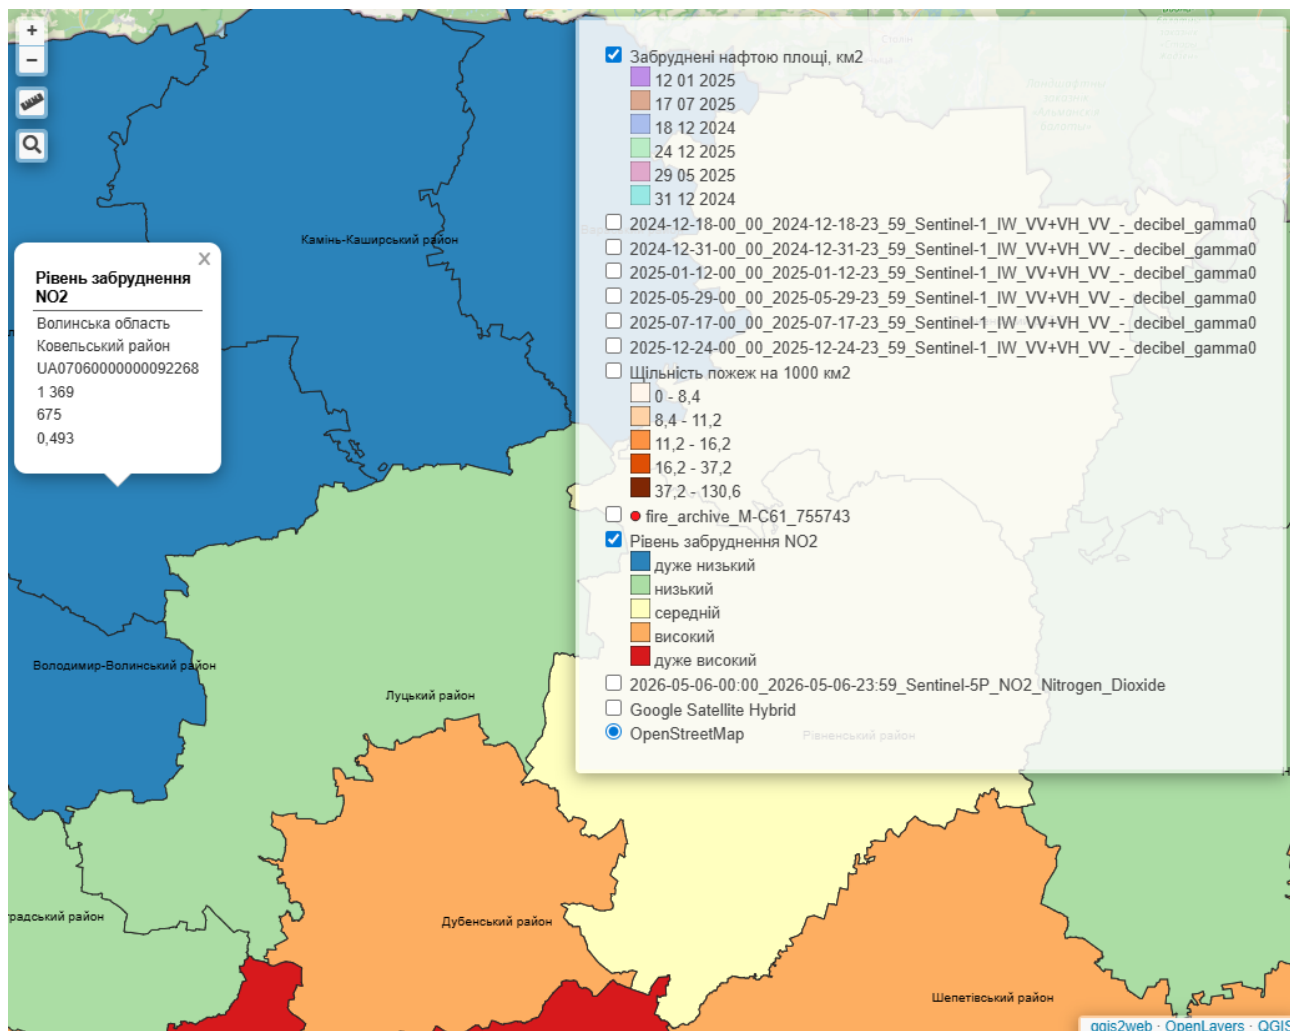 +
−
Камінь-Каширський район
x
Рівень забруднення
NO2
Волинська область
Ковельський район
UA07060000000092268
1 369
675
0,493
Володимир-Волинський район
Луцький район
радський район
Дубенський район
Шепетівський район
Забруднені нафтою площі, км2
12 01 2025
17 07 2025
18 12 2024
24 12 2025
29 05 2025
31 12 2024
2024-12-18-00_00_2024-12-18-23_59_Sentinel-1_IW_VV+VH_VV_-_decibel_gamma0
2024-12-31-00_00_2024-12-31-23_59_Sentinel-1_IW_VV+VH_VV_-_decibel_gamma0
2025-01-12-00_00_2025-01-12-23_59_Sentinel-1_IW_VV+VH_VV_-_decibel_gamma0
2025-05-29-00_00_2025-05-29-23_59_Sentinel-1_IW_VV+VH_VV_-_decibel_gamma0
2025-07-17-00_00_2025-07-17-23_59_Sentinel-1_IW_VV+VH_VV_-_decibel_gamma0
2025-12-24-00_00_2025-12-24-23_59_Sentinel-1_IW_VV+VH_VV_-_decibel_gamma0
Щільність пожеж на 1000 км2
0 - 8,4
8,4 - 11,2
11,2 - 16,2
16,2 - 37,2
37,2 - 130,6
fire_archive_M-C61_755743
Рівень забруднення NO2
дуже низький
низький
середній
високий
дуже високий
2026-05-06-00:00_2026-05-06-23:59_Sentinel-5P_NO2_Nitrogen_Dioxide
Google Satellite Hybrid
OpenStreetMap
Рівненський район
qgis2web · OpenLayers · QGIS